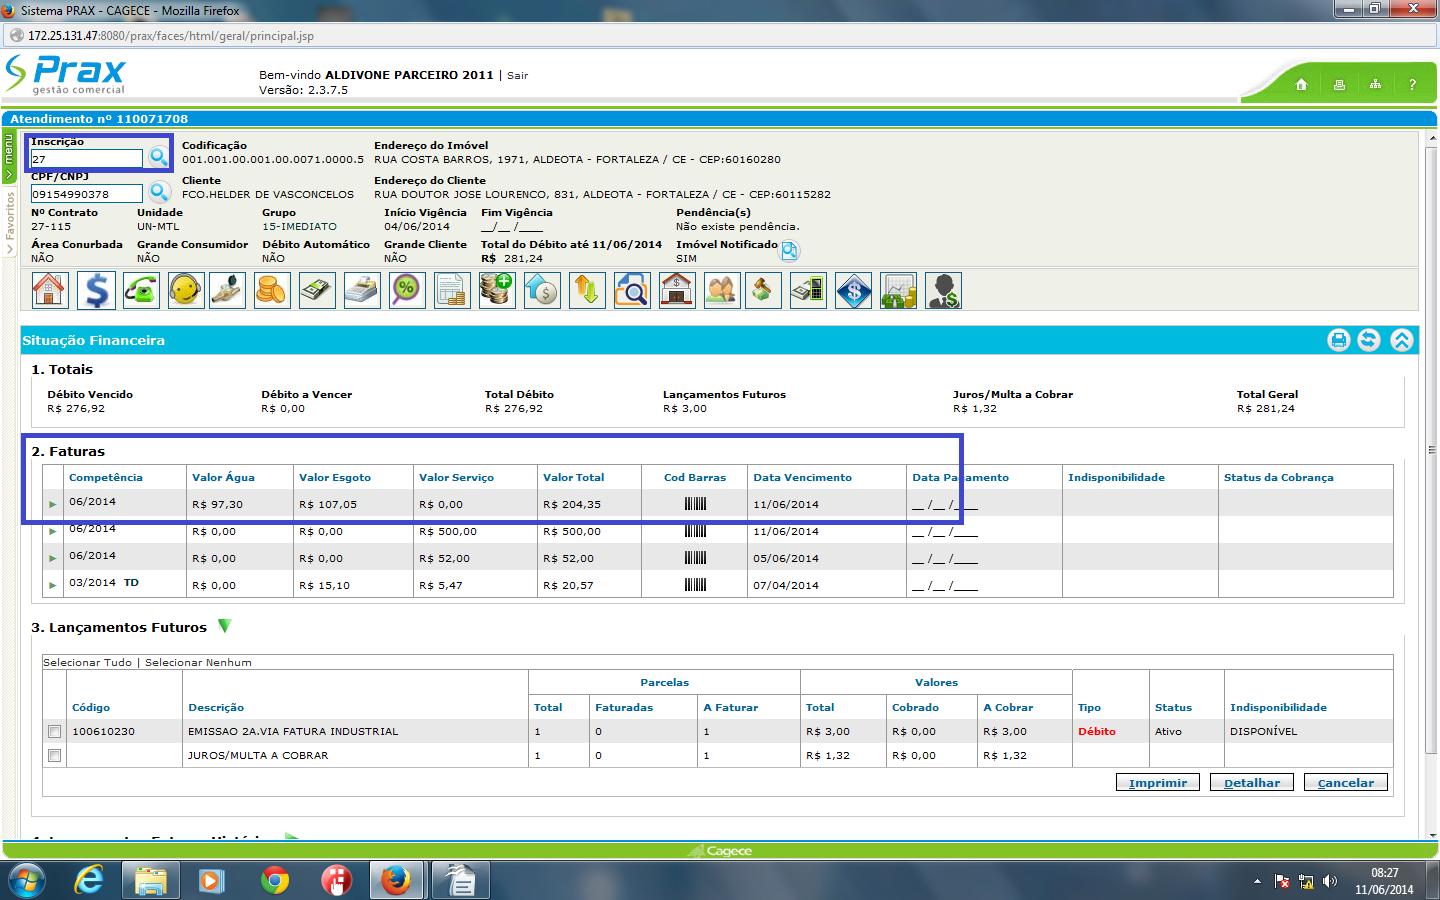 Sistema PRAX - CAGECE - Mozilla Firefox
172.25.131.47:8080/prax/faces/html/geral/principal.jsp
Prax
gestão comercial
Bem-vindo ALDIVONE PARCEIRO 2011 | Sair
Versão: 2.3.7.5
?
Atendimento nº 110071708
menu
Favoritos
Inscrição Codificação Endereço do Imóvel
27 001.001.00.001.00.0071.0000.5 RUA COSTA BARROS, 1971, ALDEOTA - FORTALEZA / CE - CEP:60160280
CPF/CNPJ Cliente Endereço do Cliente
09154990378 FCO.HELDER DE VASCONCELOS RUA DOUTOR JOSE LOURENCO, 831, ALDEOTA - FORTALEZA / CE - CEP:60115282
Nº Contrato Unidade Grupo Início Vigência Fim Vigência Pendência(s)
27-115 UN-MTL 15-IMEDIATO 04/06/2014 __/__ /____ Não existe pendência.
Área Conurbada Grande Consumidor Débito Automático Grande Cliente Total do Débito até 11/06/2014 Imóvel Notificado
NÃO NÃO NÃO NÃO R$ 281,24 SIM
Situação Financeira
1. Totais
Débito Vencido Débito a Vencer Total Débito Lançamentos Futuros Juros/Multa a Cobrar Total Geral
R$ 276,92 R$ 0,00 R$ 276,92 R$ 3,00 R$ 1,32 R$ 281,24
2. Faturas
Competência Valor Água Valor Esgoto Valor Serviço Valor Total Cod Barras Data Vencimento Data Pagamento Indisponibilidade Status da Cobrança
06/2014 R$ 97,30 R$ 107,05 R$ 0,00 R$ 204,35 11/06/2014 __ /__ /____
06/2014 R$ 0,00 R$ 0,00 R$ 500,00 R$ 500,00 11/06/2014 __ /__ /____
06/2014 R$ 0,00 R$ 0,00 R$ 52,00 R$ 52,00 05/06/2014 __ /__ /____
03/2014 TD R$ 0,00 R$ 15,10 R$ 5,47 R$ 20,57 07/04/2014 __ /__ /____
3. Lançamentos Futuros
Selecionar Tudo | Selecionar Nenhum
Parcelas Valores
Código Descrição Total Faturadas A Faturar Total Cobrado A Cobrar Tipo Status Indisponibilidade
100610230 EMISSAO 2A.VIA FATURA INDUSTRIAL 1 0 1 R$ 3,00 R$ 0,00 R$ 3,00 Débito Ativo DISPONÍVEL
JUROS/MULTA A COBRAR 1 0 1 R$ 1,32 R$ 0,00 R$ 1,32
Imprimir Detalhar Cancelar
Cagece
08:27
11/06/2014